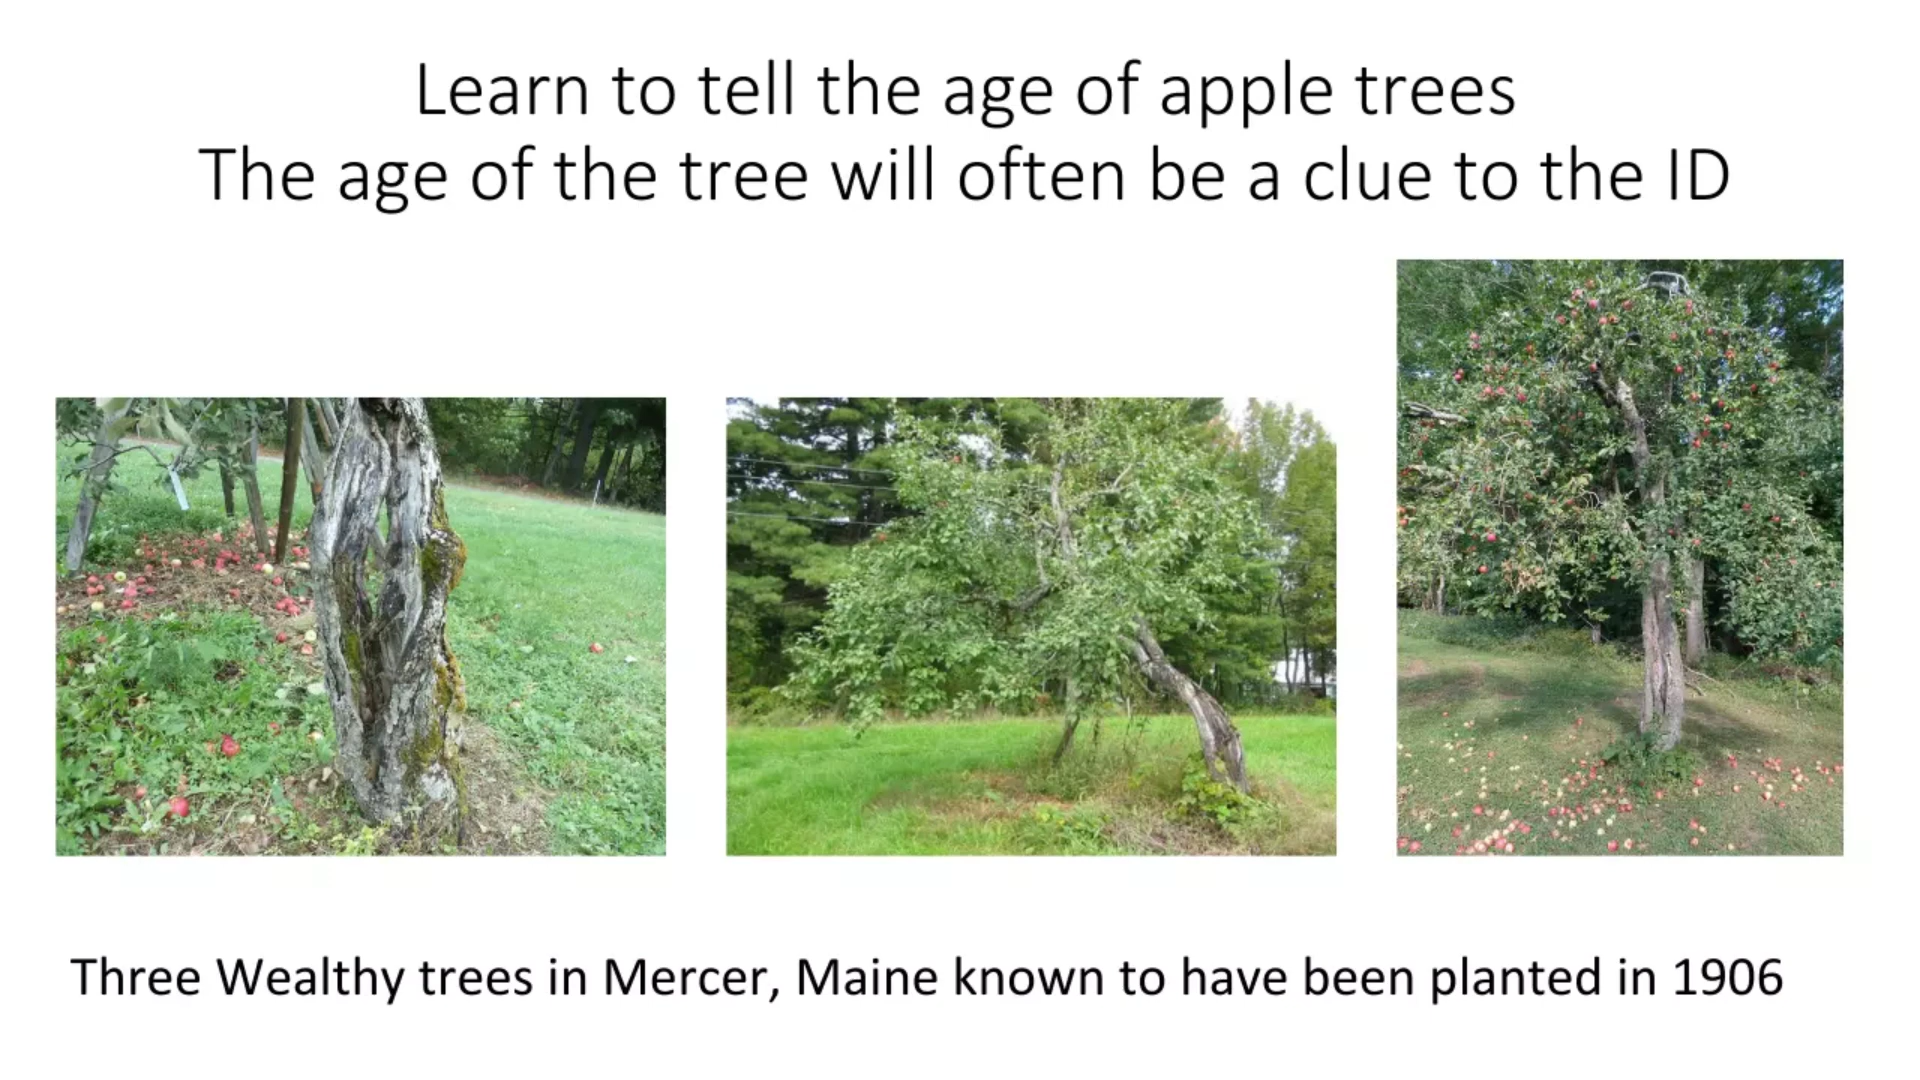 Learn to tell the age of apple trees
The age of the tree will often be a clue to the ID
Three Wealthy trees in Mercer, Maine known to have been planted in 1906